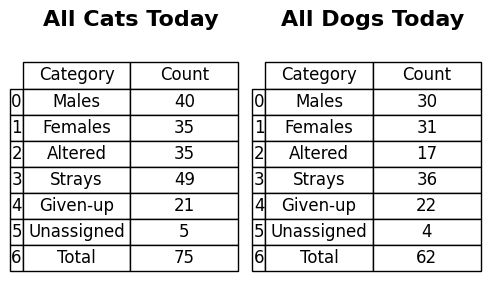 All Cats Today
Category Count
0 Males 40
1 Females 35
2 Altered 35
3 Strays 49
4 Given-up 21
5 Unassigned 5
6 Total 75
All Dogs Today
Category Count
0 Males 30
1 Females 31
2 Altered 17
3 Strays 36
4 Given-up 22
5 Unassigned 4
6 Total 62